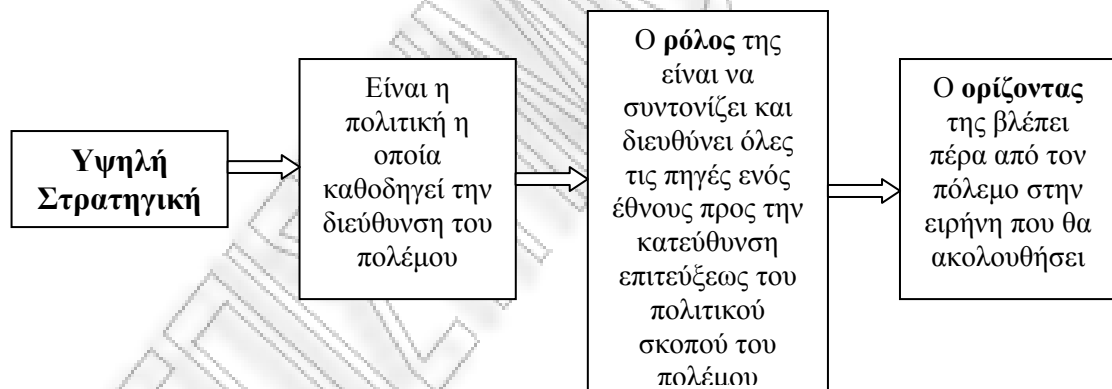 Υψηλή
Στρατηγική
Είναι η
πολιτική η
οποία
καθοδηγεί την
διεύθυνση του
πολέμου
Ο ρόλος της
είναι να
συντονίζει και
διευθύνει όλες
τις πηγές ενός
έθνους προς την
κατεύθυνση
επιτεύξεως του
πολιτικού
σκοπού του
πολέμου
Ο ορίζοντας
της βλέπει
πέρα από τον
πόλεμο στην
ειρήνη που θα
ακολουθήσει